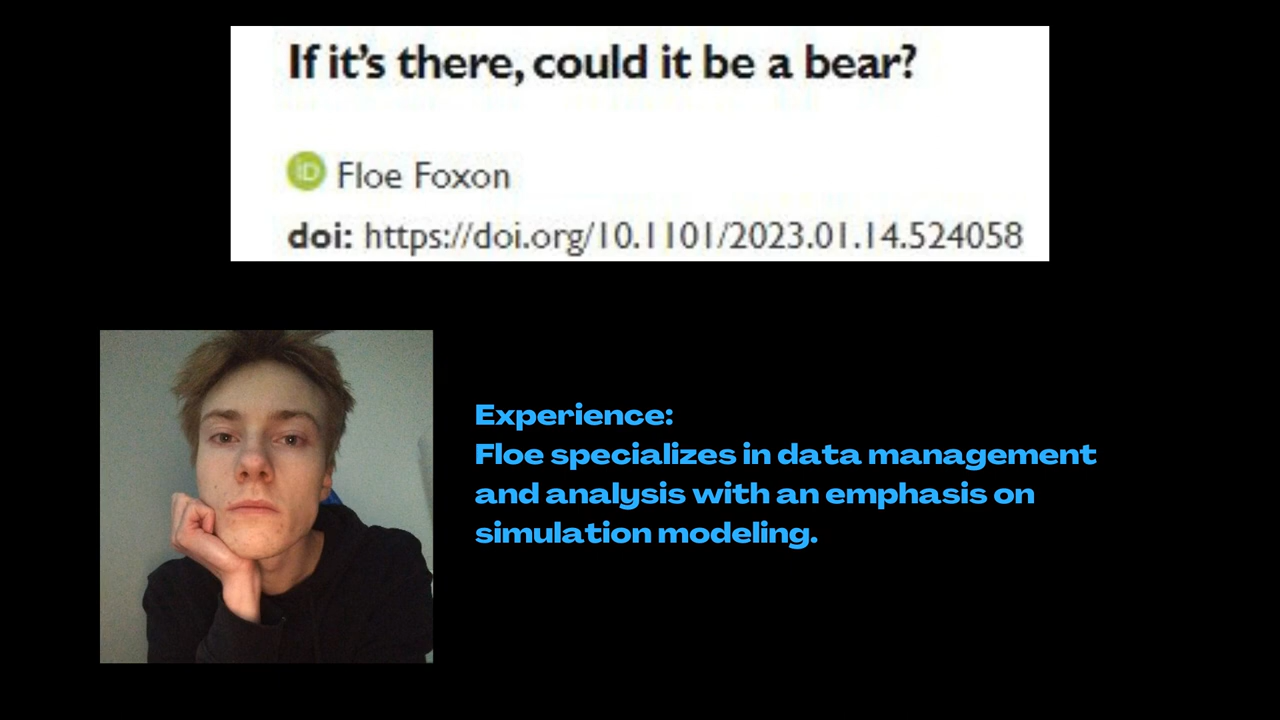 If it's there, could it be a bear?
iD Floe Foxon
doi: https://doi.org/10.1101/2023.01.14.524058
Experience:
Floe specializes in data management
and analysis with an emphasis on
simulation modeling.